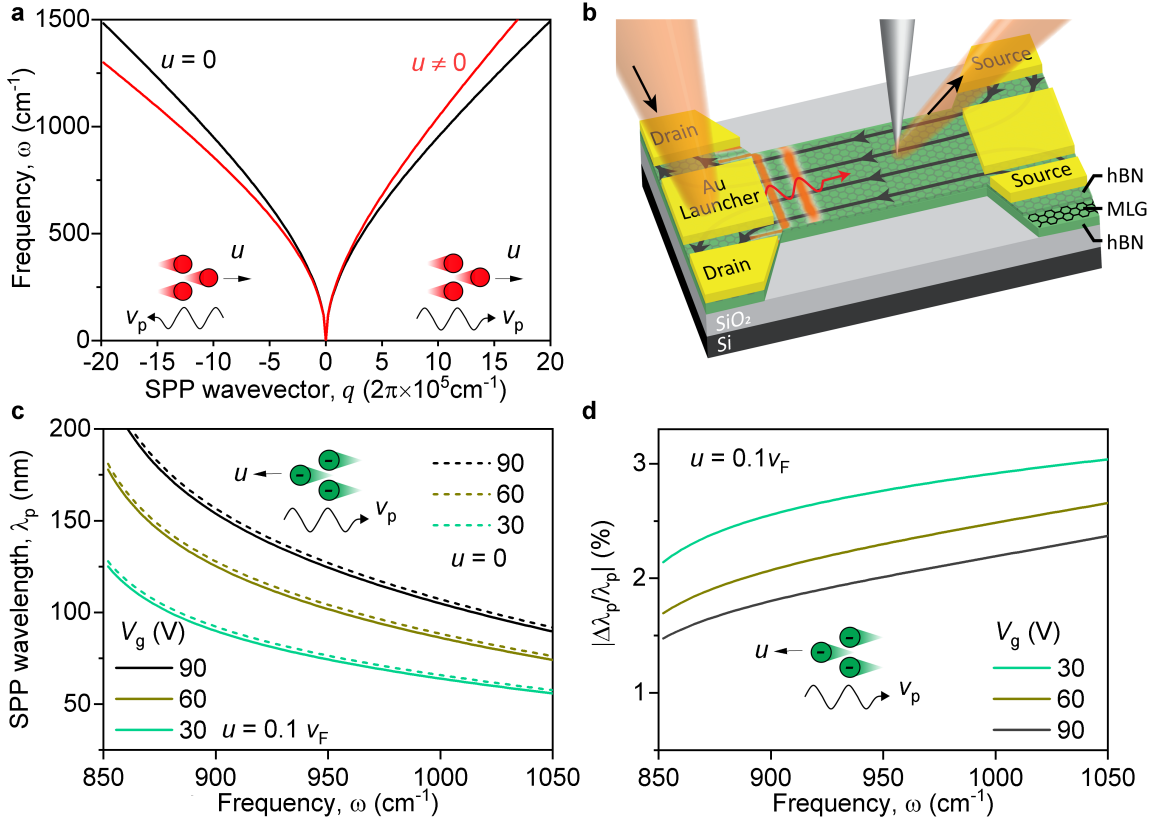 a
1500
1000
500
0
-20
-15
-10
-5
0
5
10
15
20
Frequency, ω (cm⁻¹)
SPP wavevector, q (2π×10⁵cm⁻¹)
u = 0
u ≠ 0
u
vₚ
u
vₚ
b
Drain
Au
Launcher
Drain
Source
Source
hBN
MLG
hBN
SiO₂
Si
c
200
150
100
50
850
900
950
1000
1050
SPP wavelength, λₚ (nm)
Frequency, ω (cm⁻¹)
u
vₚ
90
60
30
u = 0
V_g (V)
90
60
30
u = 0.1 v_F
d
3
2
1
850
900
950
1000
1050
|Δλₚ/λₚ| (%)
Frequency, ω (cm⁻¹)
u = 0.1v_F
u
vₚ
V_g (V)
30
60
90